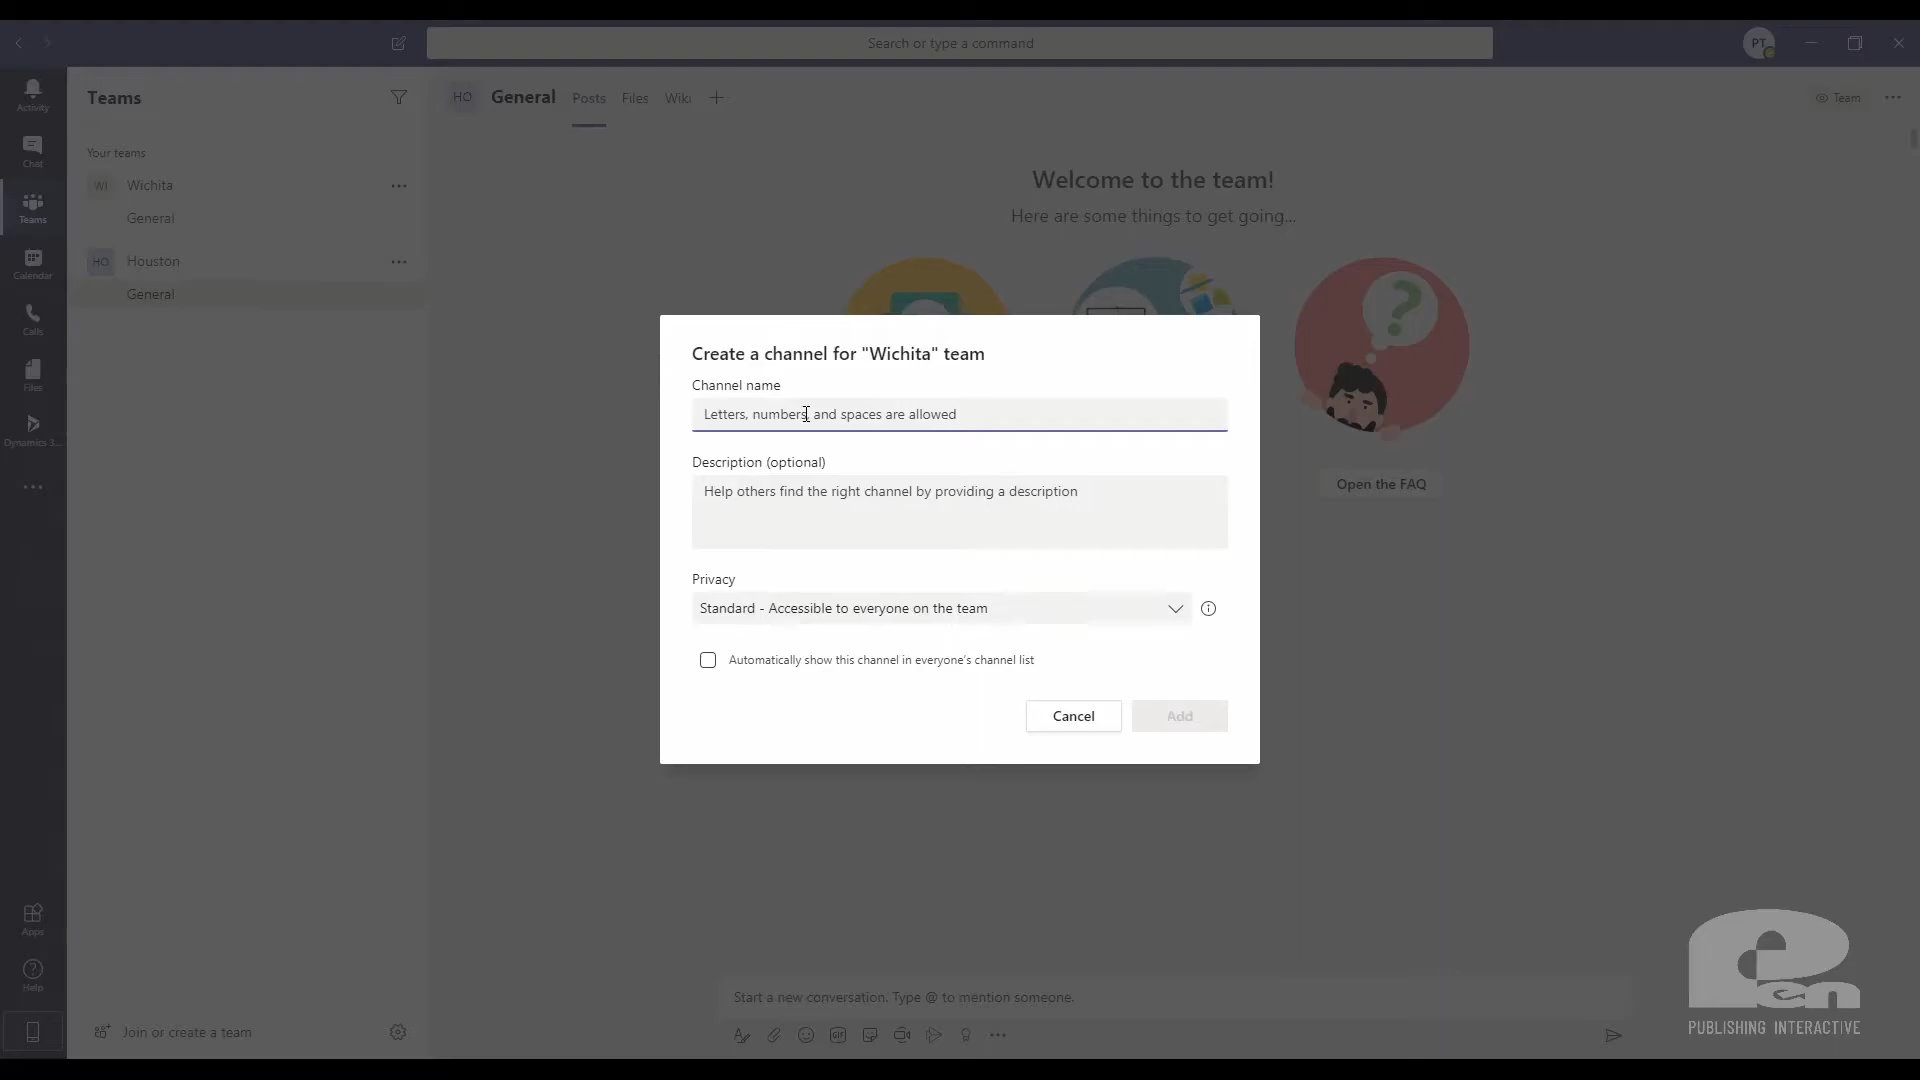 Search or type a command
PT
Activity
Chat
Teams
Calendar
Calls
Files
Dynamics 3...
Apps
Help
Teams
Your teams
WI Wichita
General
HO Houston
General
Join or create a team
HO General Posts Files Wiki
Team
Welcome to the team!
Here are some things to get going...
Open the FAQ
Create a channel for "Wichita" team
Channel name
Letters, numbers, and spaces are allowed
Description (optional)
Help others find the right channel by providing a description
Privacy
Standard - Accessible to everyone on the team
Automatically show this channel in everyone's channel list
Cancel Add
Start a new conversation. Type @ to mention someone.
GIF
Pen
PUBLISHING INTERACTIVE